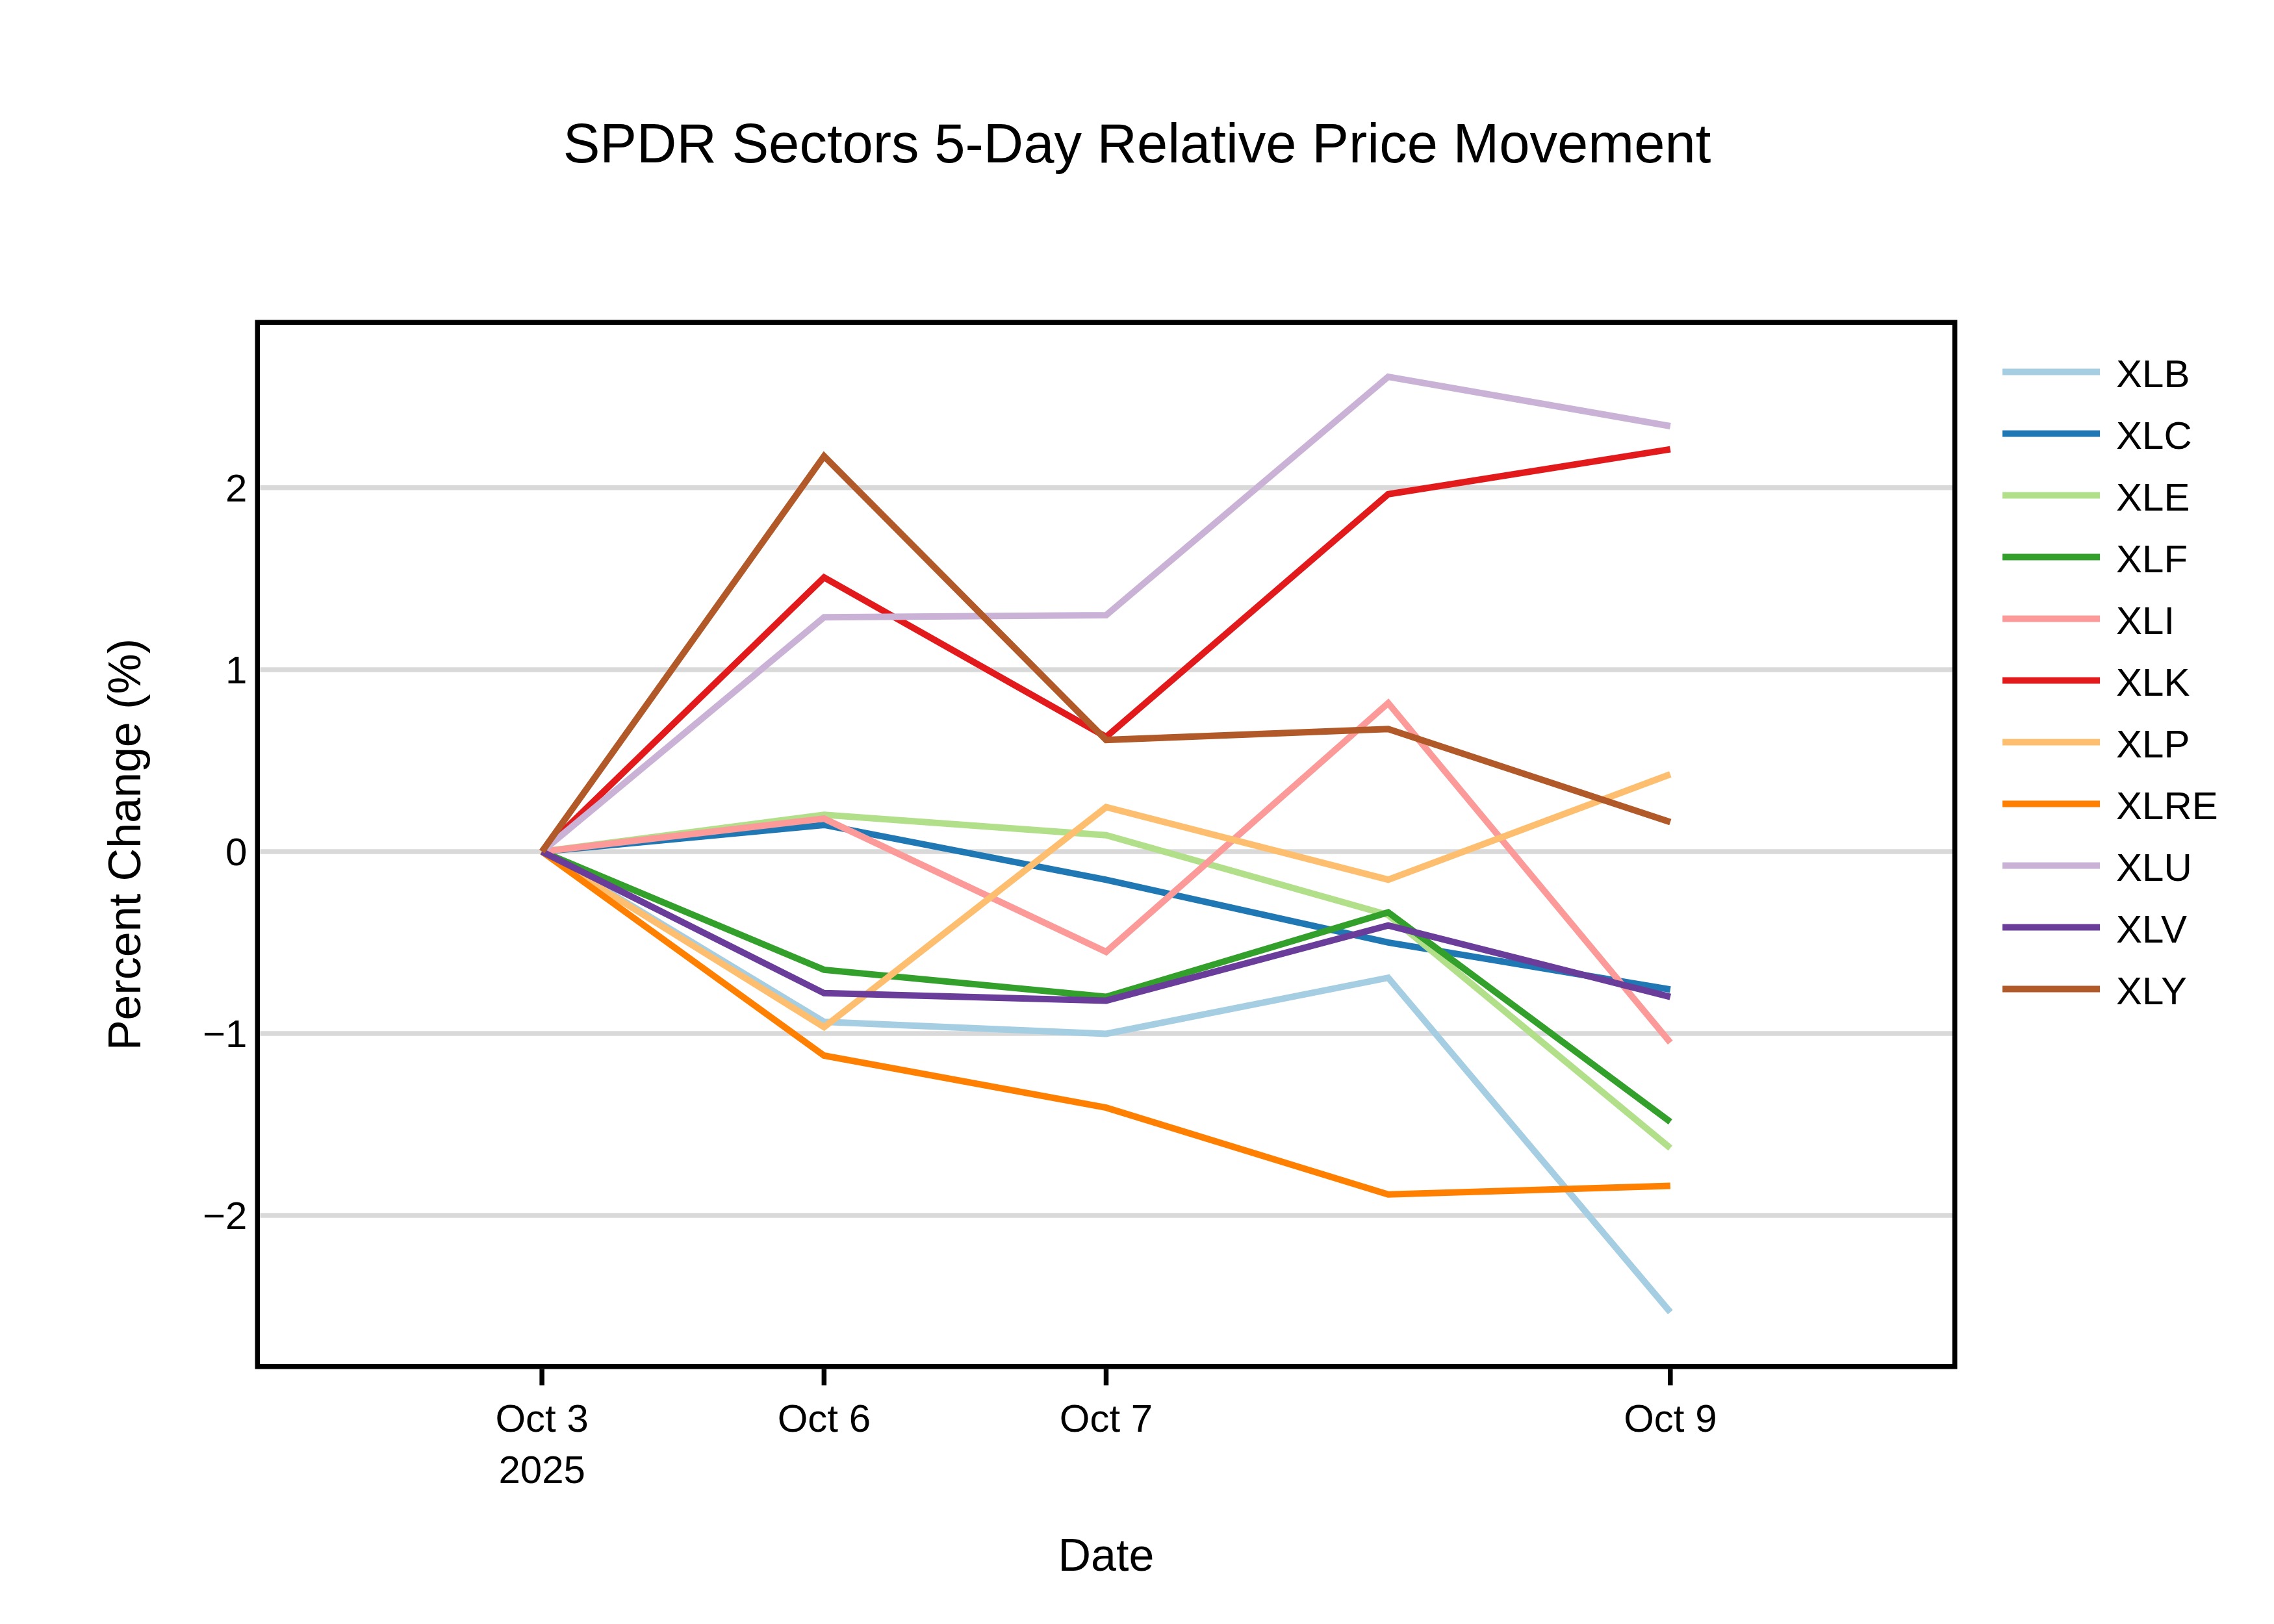 SPDR Sectors 5-Day Relative Price Movement
Percent Change (%)
2
1
0
−1
−2
Oct 3
2025
Oct 6
Oct 7
Oct 9
Date
XLB
XLC
XLE
XLF
XLI
XLK
XLP
XLRE
XLU
XLV
XLY